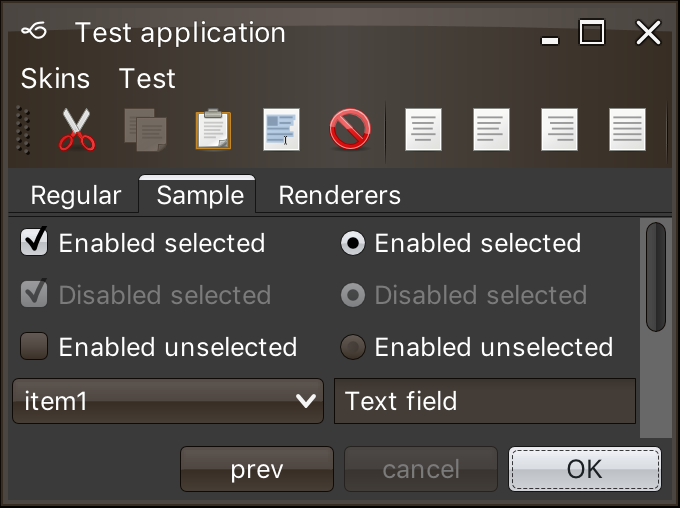 Test application
Skins Test
Regular Sample Renderers
Enabled selected Enabled selected
Disabled selected Disabled selected
Enabled unselected Enabled unselected
item1 Text field
prev cancel OK